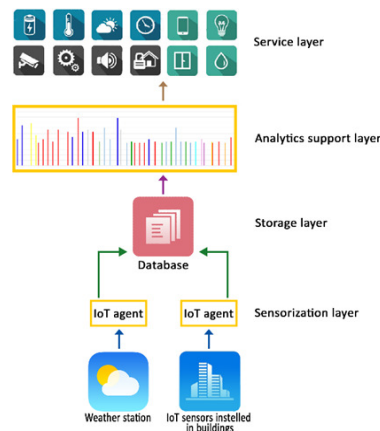 Service layer
Analytics support layer
Storage layer
Database
IoT agent
IoT agent
Sensorization layer
Weather station
IoT sensors instelled
in buildings